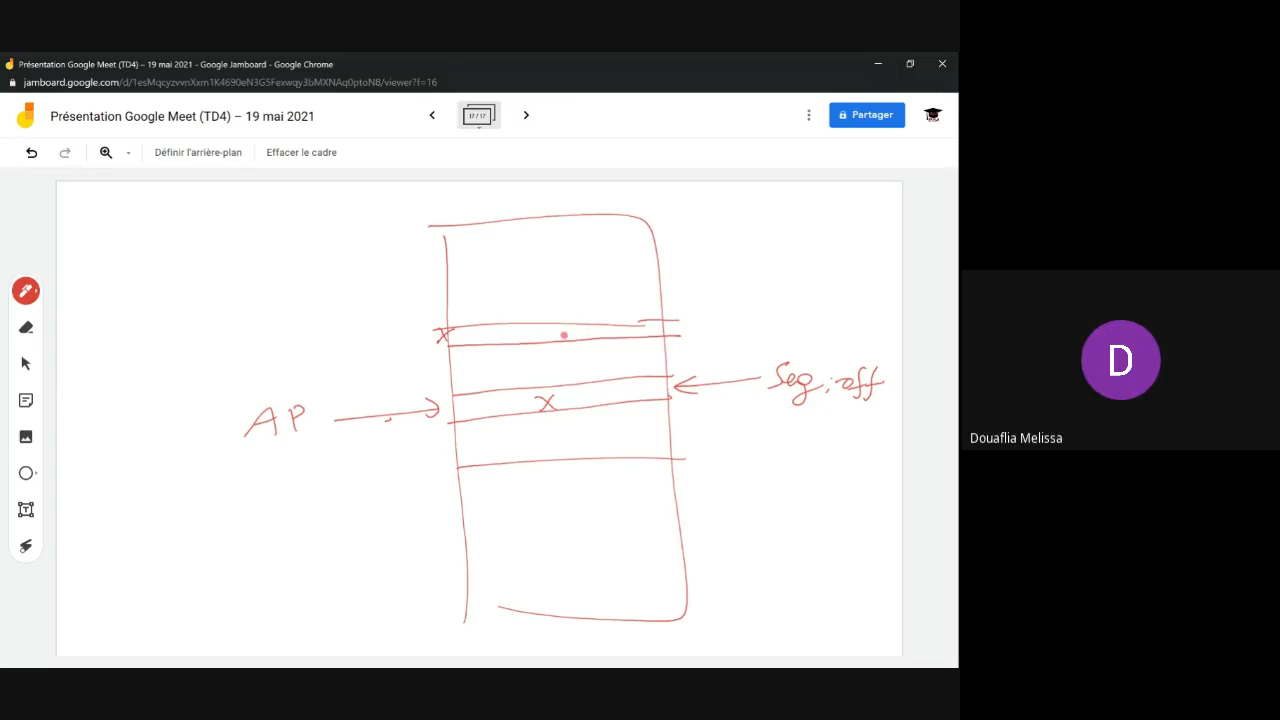 Présentation Google Meet (TD4) – 19 mai 2021 - Google Jamboard - Google Chrome
jamboard.google.com/d/1esMqcyzvvnXxm1K4690eN3G5Fexwqy3bMXNAq0ptoN8/viewer?f=16
Présentation Google Meet (TD4) – 19 mai 2021
17 / 17
Partager
Définir l'arrière-plan
Effacer le cadre
X
Seg : off
X
AP
D
Douaflia Melissa